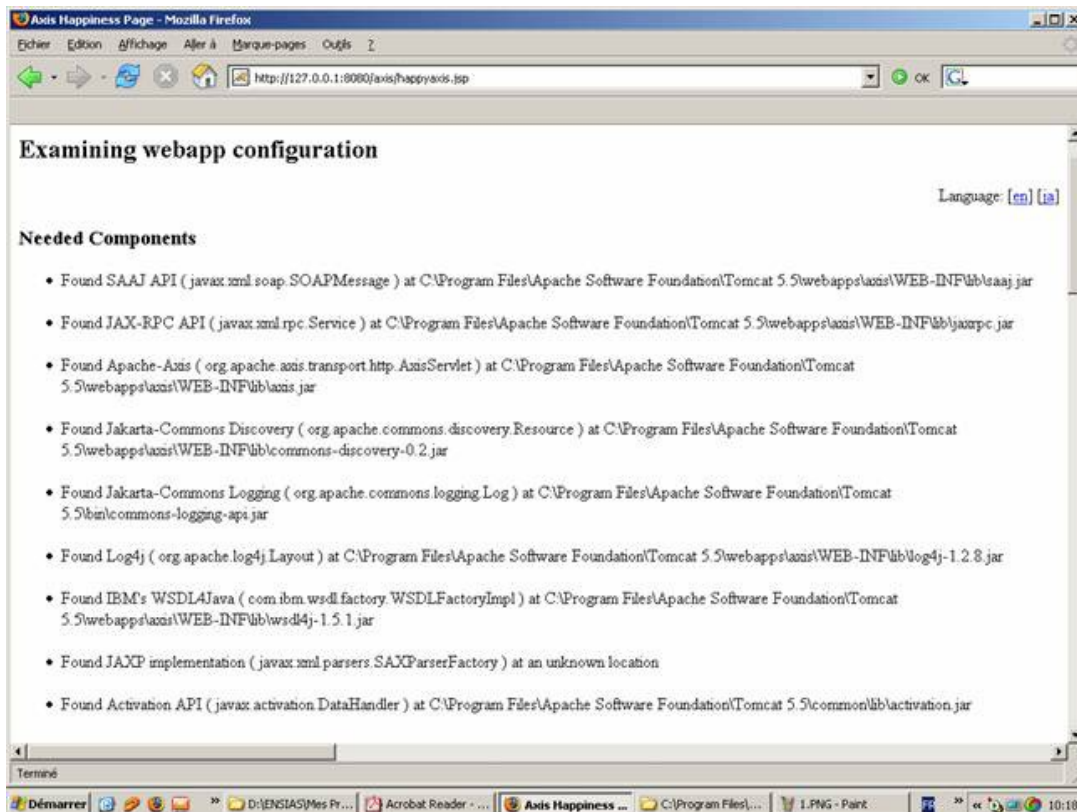 Axis Happiness Page - Mozilla Firefox
Fichier Edition Affichage Aller à Marque-pages Outils ?
http://127.0.0.1:8080/axis/happyaxis.jsp OK G
Examining webapp configuration
Language: [en] [ja]
Needed Components
• Found SAAJ API ( javax.xml.soap.SOAPMessage ) at C:\Program Files\Apache Software Foundation\Tomcat 5.5\webapps\axis\WEB-INF\lib\saaj.jar
• Found JAX-RPC API ( javax.xml.rpc.Service ) at C:\Program Files\Apache Software Foundation\Tomcat 5.5\webapps\axis\WEB-INF\lib\jaxrpc.jar
• Found Apache-Axis ( org.apache.axis.transport.http.AxisServlet ) at C:\Program Files\Apache Software Foundation\Tomcat
5.5\webapps\axis\WEB-INF\lib\axis.jar
• Found Jakarta-Commons Discovery ( org.apache.commons.discovery.Resource ) at C:\Program Files\Apache Software Foundation\Tomcat
5.5\webapps\axis\WEB-INF\lib\commons-discovery-0.2.jar
• Found Jakarta-Commons Logging ( org.apache.commons.logging.Log ) at C:\Program Files\Apache Software Foundation\Tomcat
5.5\bin\commons-logging-api.jar
• Found Log4j ( org.apache.log4j.Layout ) at C:\Program Files\Apache Software Foundation\Tomcat 5.5\webapps\axis\WEB-INF\lib\log4j-1.2.8.jar
• Found IBM's WSDL4Java ( com.ibm.wsdl.factory.WSDLFactoryImpl ) at C:\Program Files\Apache Software Foundation\Tomcat
5.5\webapps\axis\WEB-INF\lib\wsdl4j-1.5.1.jar
• Found JAXP implementation ( javax.xml.parsers.SAXParserFactory ) at an unknown location
• Found Activation API ( javax.activation.DataHandler ) at C:\Program Files\Apache Software Foundation\Tomcat 5.5\common\lib\activation.jar
Terminé
Démarrer » D:\ENSIAS\Mes Pr... Acrobat Reader - ... Axis Happiness ... C:\Program Files\... 1.PNG - Paint FR » « 10:18